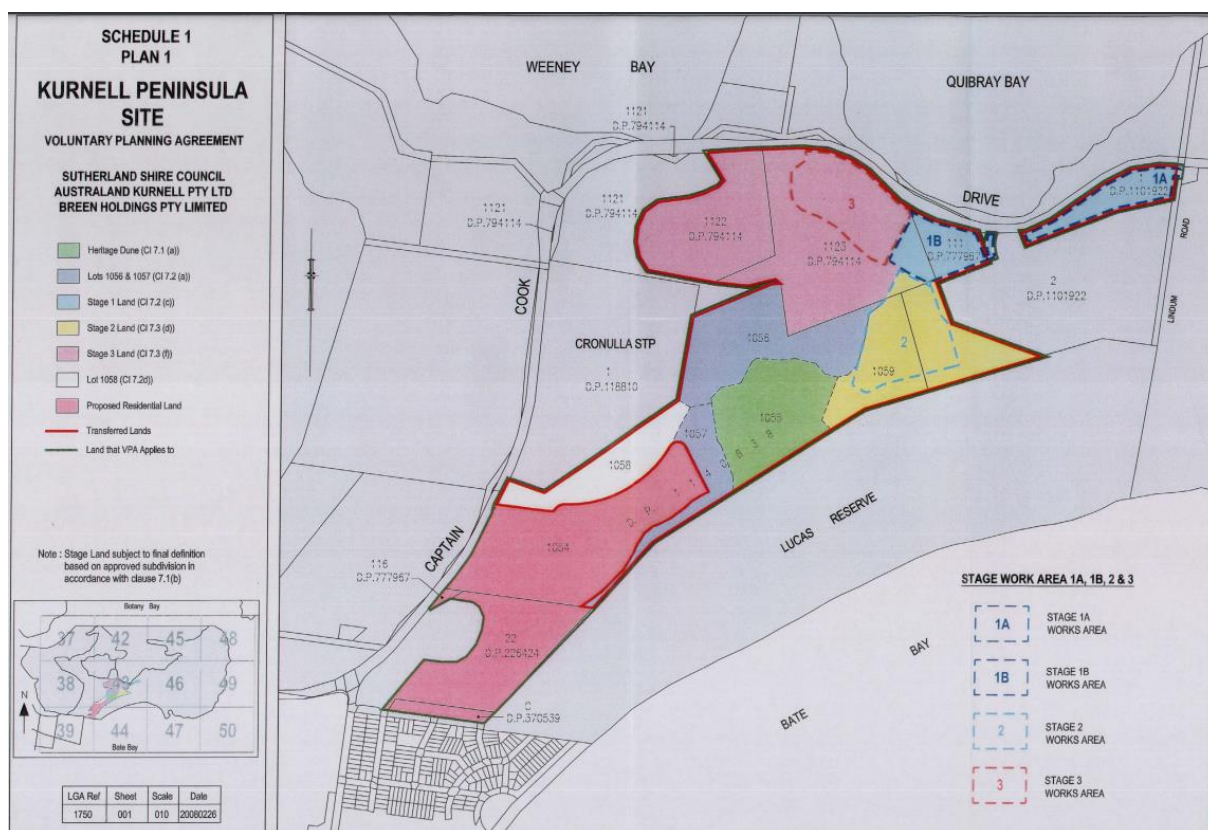 SCHEDULE 1
PLAN 1
KURNELL PENINSULA
SITE
VOLUNTARY PLANNING AGREEMENT
SUTHERLAND SHIRE COUNCIL
AUSTRALAND KURNELL PTY LTD
BREEN HOLDINGS PTY LIMITED
Heritage Dune (Cl 7.1 (a))
Lots 1056 & 1057 (Cl 7.2 (a))
Stage 1 Land (Cl 7.2 (c))
Stage 2 Land (Cl 7.3 (d))
Stage 3 Land (Cl 7.3 (f))
Lot 1058 (Cl 7.2d))
Proposed Residential Land
Transferred Lands
Land that VPA Applies to
Note : Stage Land subject to final definition
based on approved subdivision in
accordance with clause 7.1(b)
Botany Bay
37 42 45 48
38 43 46 49
39 44 47 50
N
Bate Bay
LGA Ref Sheet Scale Date
1750 001 010 20080226
WEENEY BAY
QUIBRAY BAY
1121
D.P.794114
1121
D.P.794114
1121
D.P.794114
1122
D.P.794114
3
1123
D.P.794114
DRIVE
1B
111
D.P.777967
1A
1
D.P.1101922
ROAD
LINDUM
2
D.P.1101922
COOK
CRONULLA STP
1
D.P.118810
1056
2
1059
1055
1057
1058
1054
CAPTAIN
LUCAS RESERVE
116
D.P.777967
22
D.P.226424
C
D.P.370539
BATE BAY
STAGE WORK AREA 1A, 1B, 2 & 3
1A
STAGE 1A
WORKS AREA
1B
STAGE 1B
WORKS AREA
2
STAGE 2
WORKS AREA
3
STAGE 3
WORKS AREA